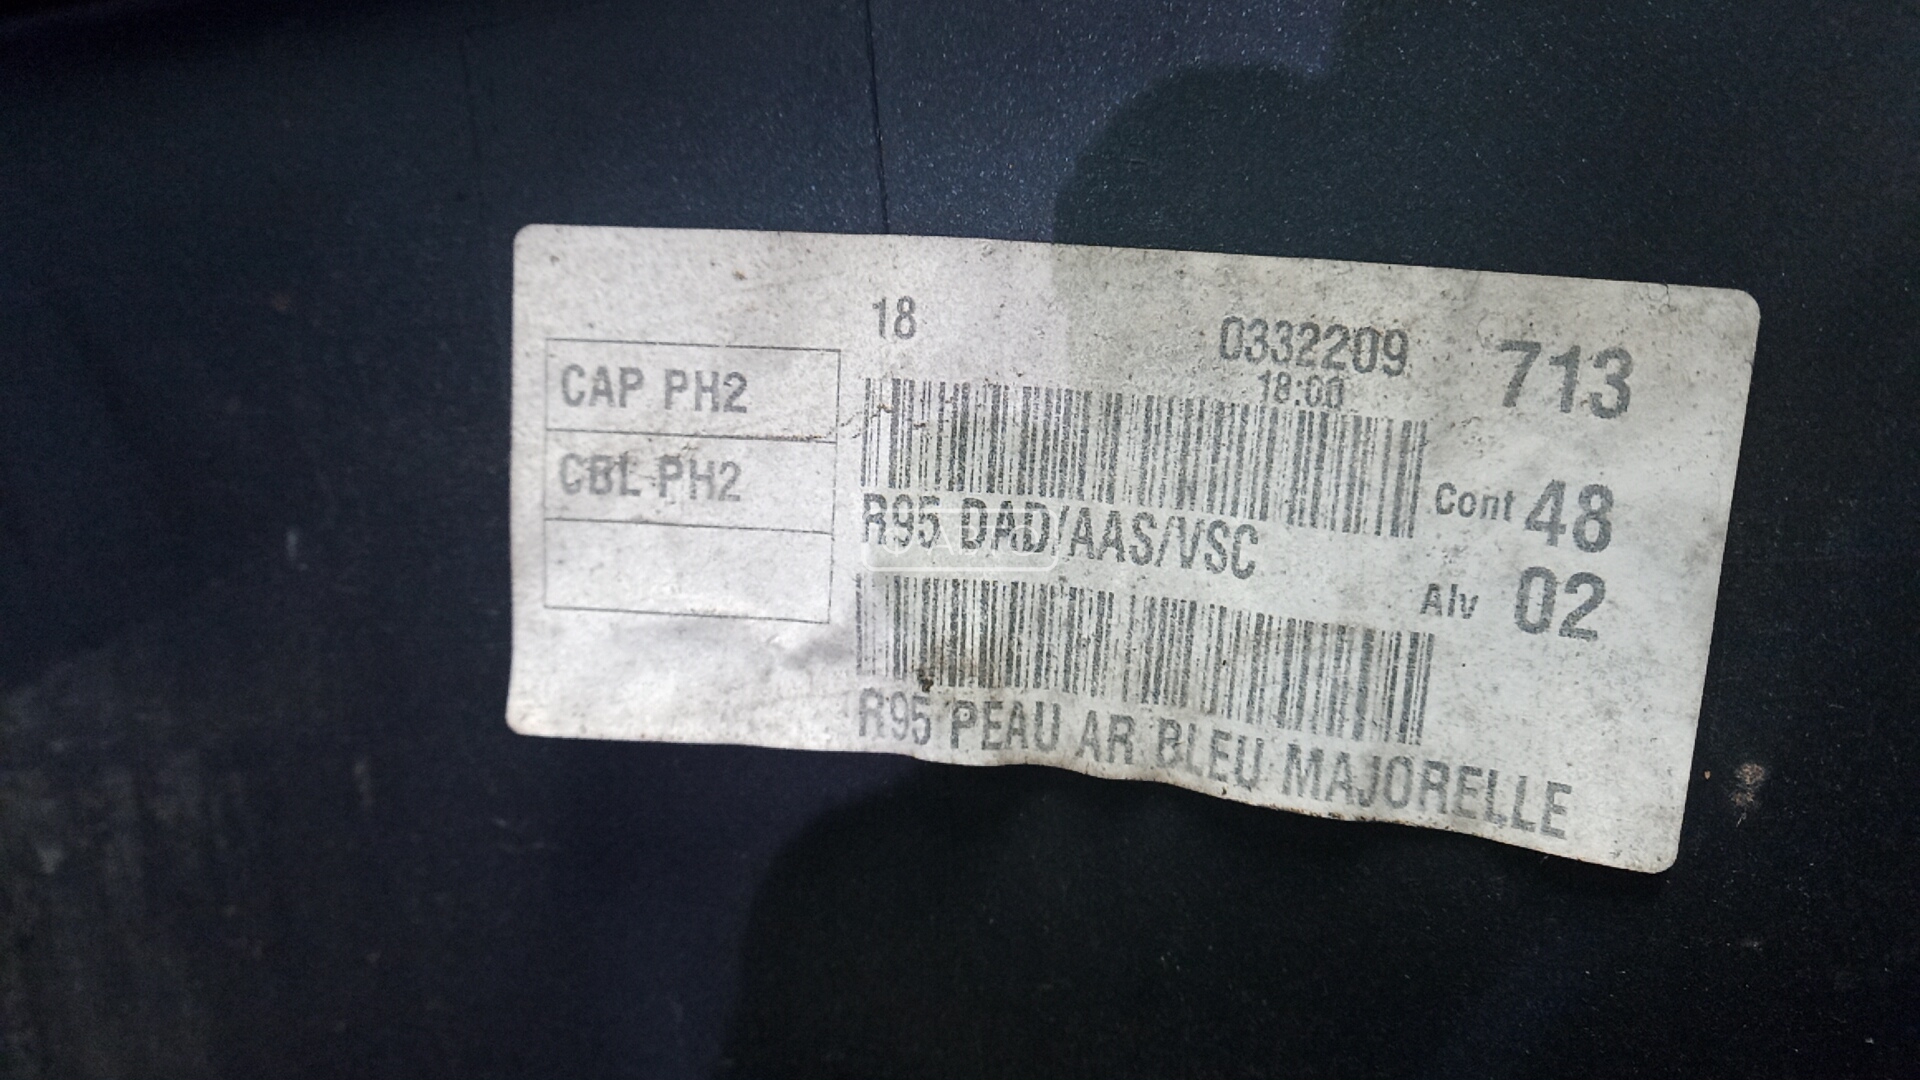 18
0332209
713
18:00
CAP PH2
CBL PH2
Cont 48
R95 DAD/AAS/VSC
Alv 02
R95 PEAU AR BLEU MAJORELLE